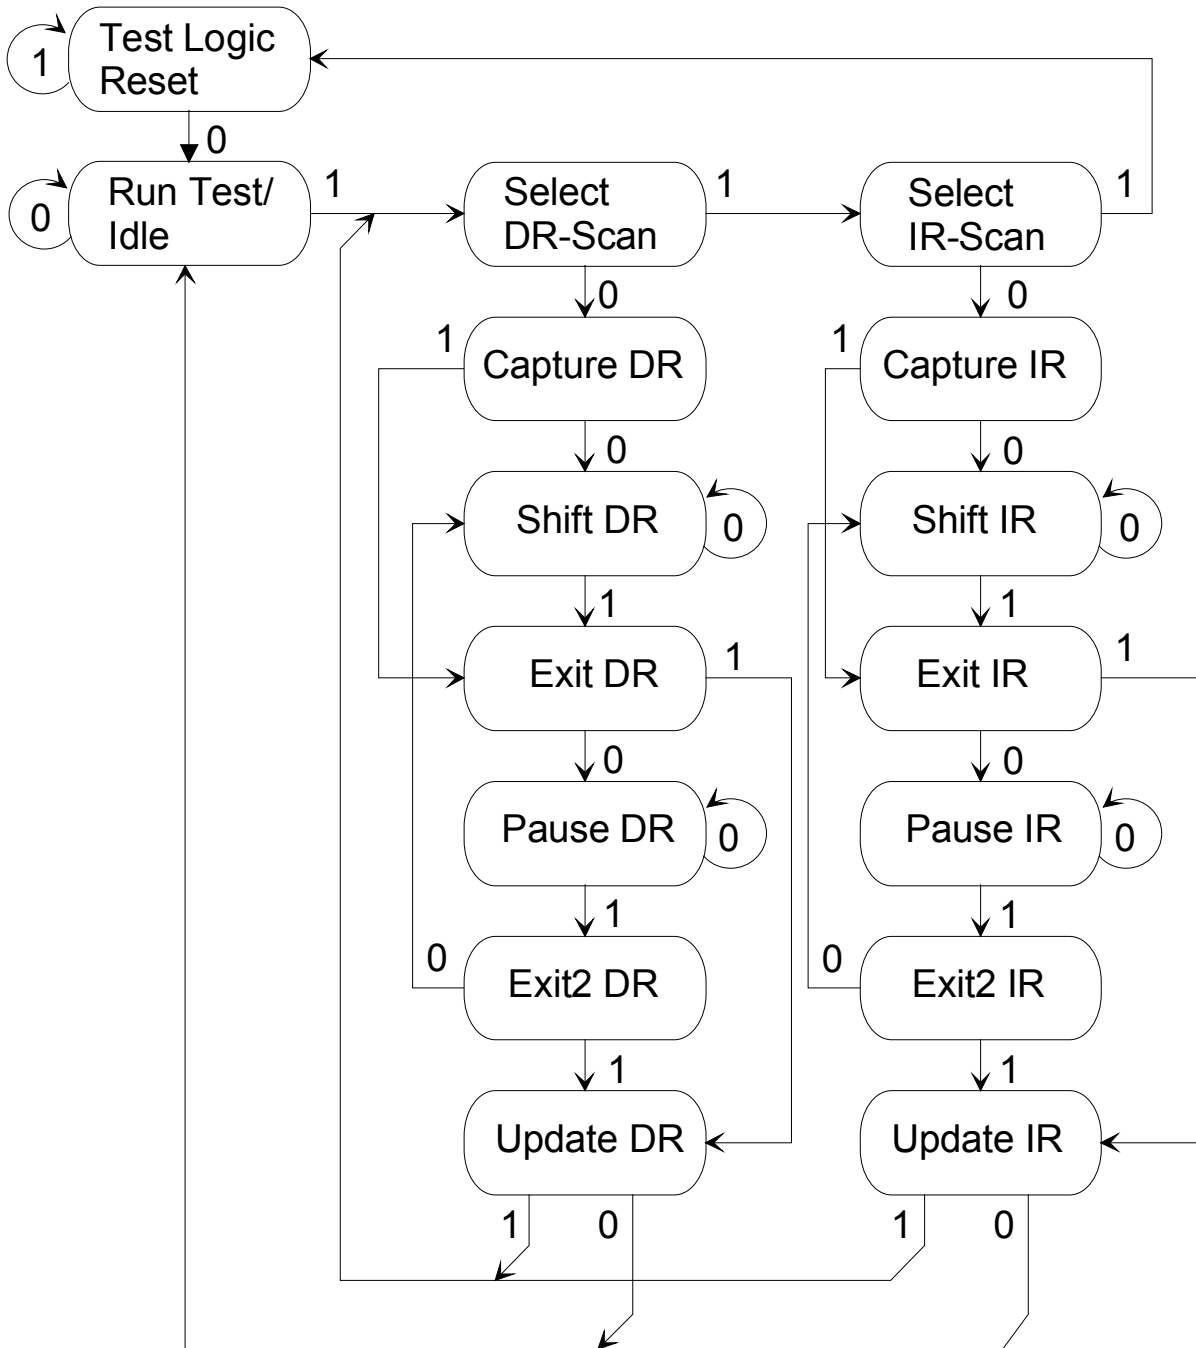 Test Logic
Reset
1
0
Run Test/
Idle
0
1
Select
DR-Scan
1
Select
IR-Scan
1
0
0
1
Capture DR
1
Capture IR
0
0
Shift DR
0
Shift IR
0
1
1
Exit DR
1
Exit IR
1
0
0
Pause DR
0
Pause IR
0
1
1
0
Exit2 DR
0
Exit2 IR
1
1
Update DR
Update IR
1
0
1
0